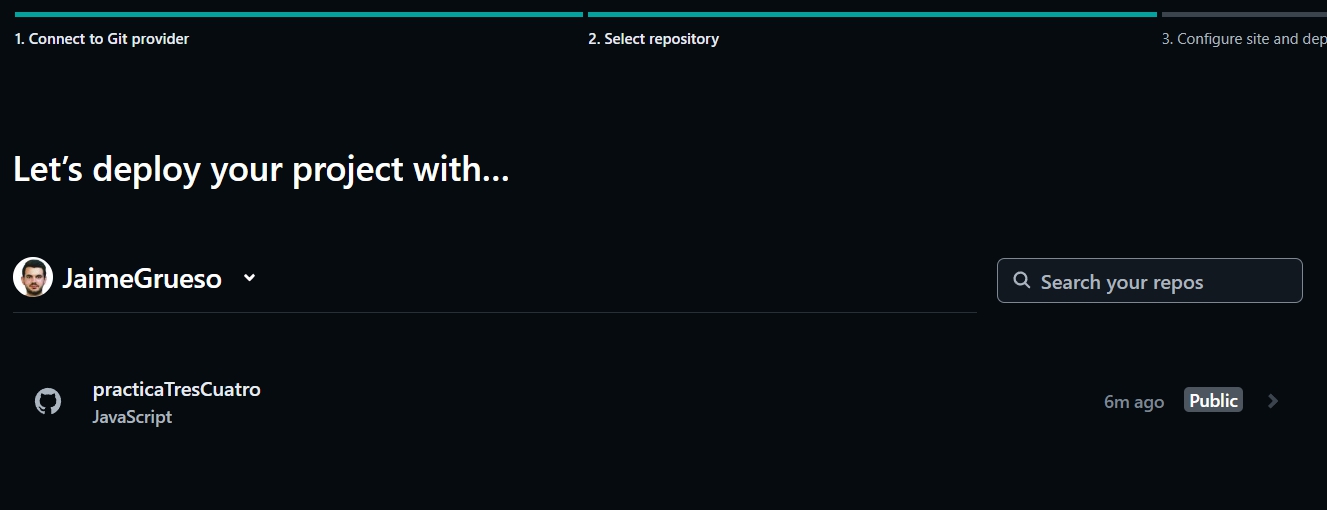 1. Connect to Git provider
2. Select repository
3. Configure site and dep
Let's deploy your project with...
JaimeGrueso
Search your repos
practicaTresCuatro
JavaScript
6m ago
Public